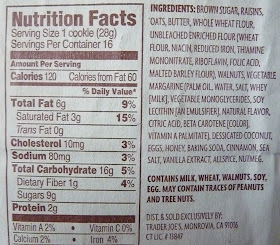 Nutrition Facts
Serving Size 1 cookie (28g)
Servings Per Container 16
Amount Per Serving
Calories 120 Calories from Fat 60
% Daily Value*
Total Fat 6g 9%
Saturated Fat 3g 15%
Trans Fat 0g
Cholesterol 10mg 3%
Sodium 80mg 3%
Total Carbohydrate 16g 5%
Dietary Fiber 1g 4%
Sugars 9g
Protein 2g
Vitamin A 2% • Vitamin C 0%
Calcium 2% • Iron 4%
INGREDIENTS: BROWN SUGAR, RAISINS,
OATS, BUTTER, WHOLE WHEAT FLOUR,
UNBLEACHED ENRICHED FLOUR (WHEAT
FLOUR, NIACIN, REDUCED IRON, THIAMINE
MONONITRATE, RIBOFLAVIN, FOLIC ACID,
MALTED BARLEY FLOUR), WALNUTS, VEGETABLE
MARGARINE [PALM OIL, WATER, SALT, WHEY
[MILK], VEGETABLE MONOGLYCERIDES, SOY
LECITHIN [AN EMULSIFIER], NATURAL FLAVOR,
CITRIC ACID, BETA CAROTENE [COLOR],
VITAMIN A PALMITATE), DESSICATED COCONUT,
EGGS, HONEY, BAKING SODA, CINNAMON, SEA
SALT, VANILLA EXTRACT, ALLSPICE, NUTMEG.
CONTAINS MILK, WHEAT, WALNUTS, SOY,
EGG. MAY CONTAIN TRACES OF PEANUTS
AND TREE NUTS.
DIST. & SOLD EXCLUSIVELY BY:
TRADER JOE'S, MONROVIA, CA 91016
CT LIC. # 18847